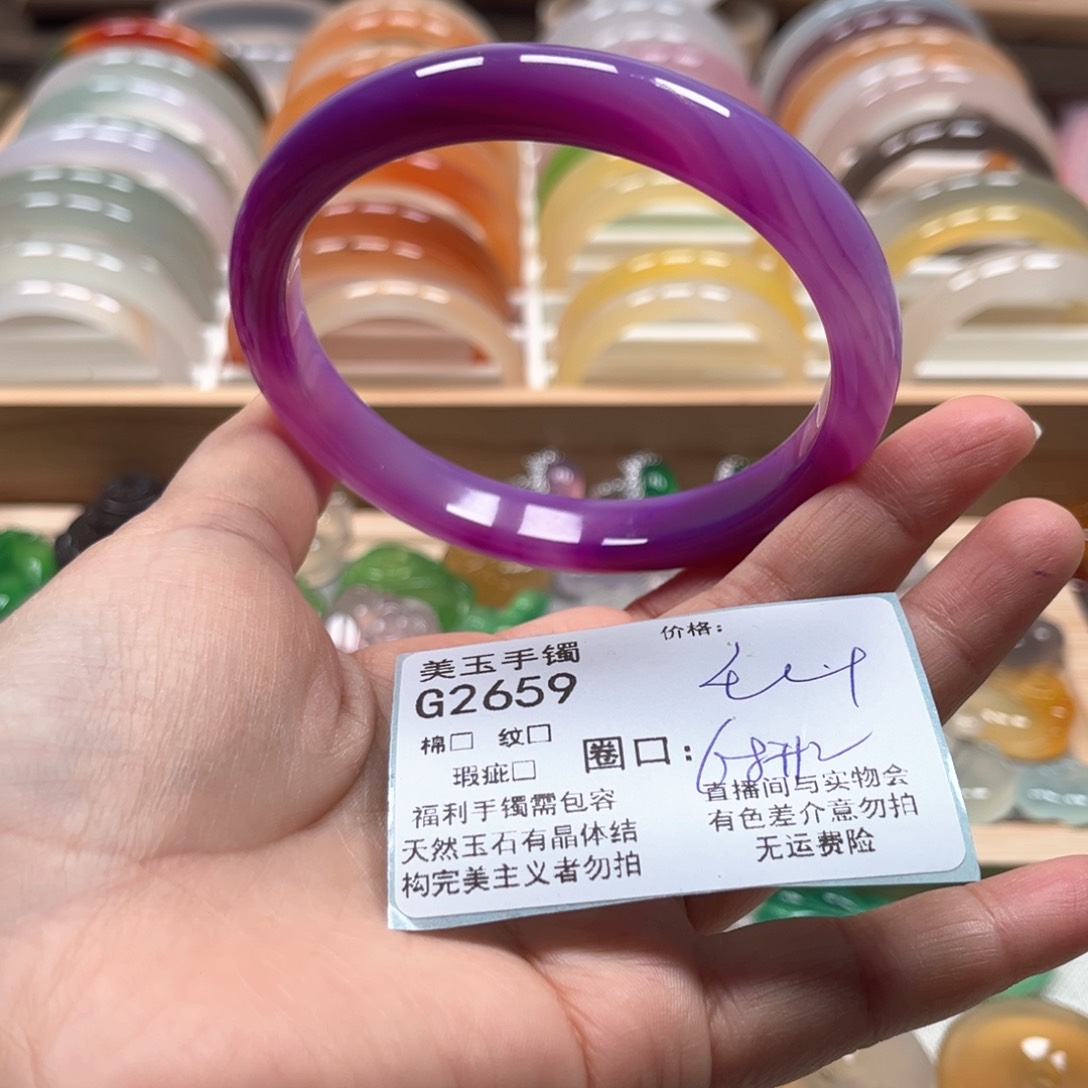 美玉手镯
G2659
价格:
棉□ 纹□
瑕疵□
圈口:
福利手镯需包容
天然玉石有晶体结
构完美主义者勿拍
直播间与实物会
有色差介意勿拍
无运费险